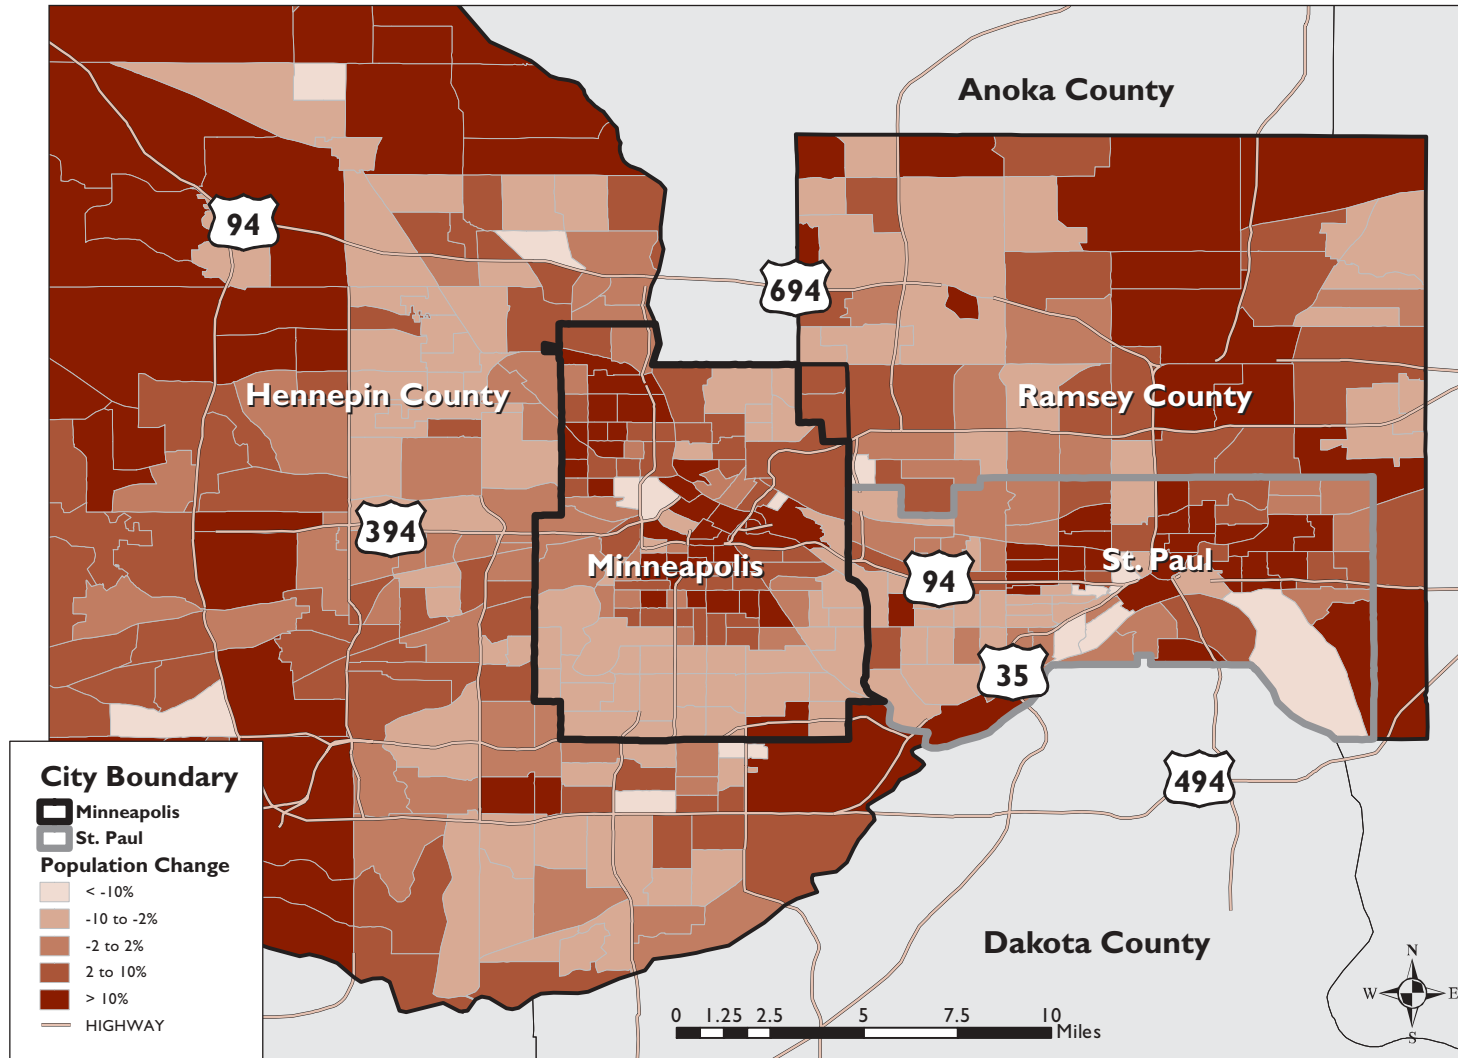 Anoka County
94
694
Hennepin County
Ramsey County
394
Minneapolis
St. Paul
94
35
494
City Boundary
Minneapolis
St. Paul
Population Change
< -10%
-10 to -2%
-2 to 2%
2 to 10%
> 10%
HIGHWAY
Dakota County
N
W E
S
0 1.25 2.5 5 7.5 10
Miles